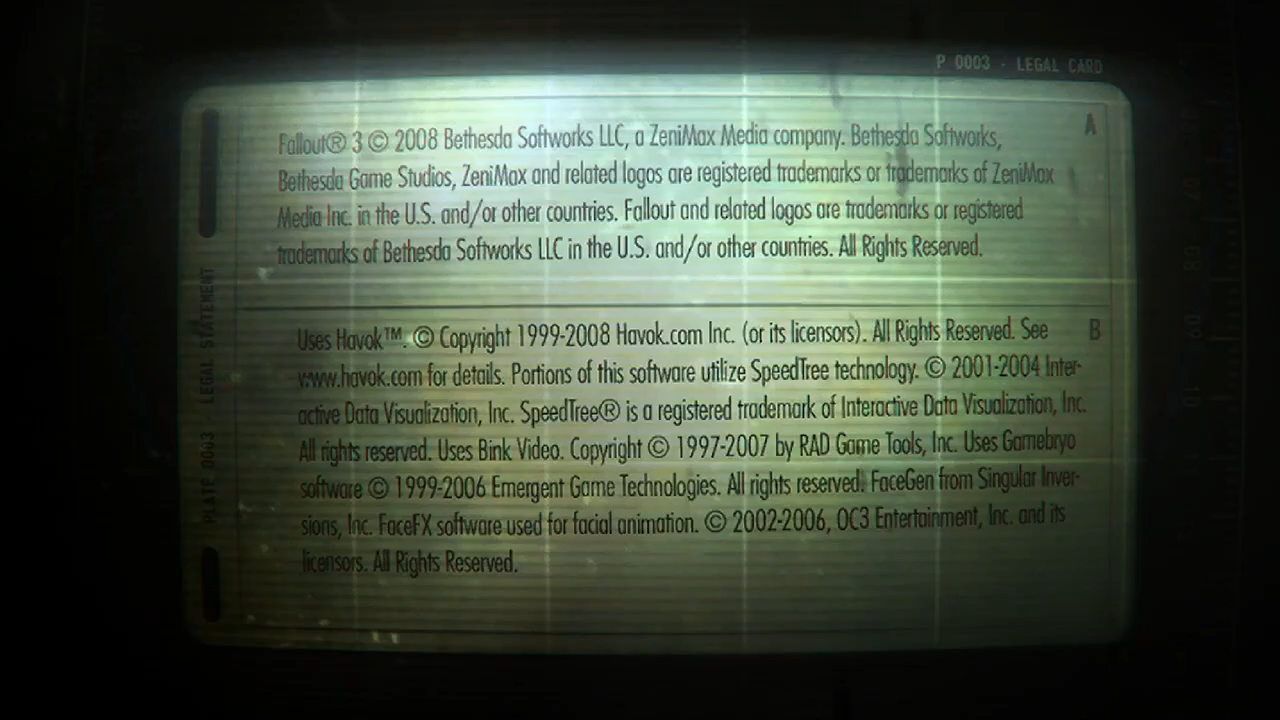 P 0003 - LEGAL CARD
A
Fallout® 3 © 2008 Bethesda Softworks LLC, a ZeniMax Media company. Bethesda Softworks,
Bethesda Game Studios, ZeniMax and related logos are registered trademarks or trademarks of ZeniMax
Media Inc. in the U.S. and/or other countries. Fallout and related logos are trademarks or registered
trademarks of Bethesda Softworks LLC in the U.S. and/or other countries. All Rights Reserved.
B
Uses Havok™. © Copyright 1999-2008 Havok.com Inc. (or its licensors). All Rights Reserved. See
www.havok.com for details. Portions of this software utilize SpeedTree technology. © 2001-2004 Inter-
active Data Visualization, Inc. SpeedTree® is a registered trademark of Interactive Data Visualization, Inc.
All rights reserved. Uses Bink Video. Copyright © 1997-2007 by RAD Game Tools, Inc. Uses Gamebryo
software © 1999-2006 Emergent Game Technologies. All rights reserved. FaceGen from Singular Inver-
sions, Inc. FaceFX software used for facial animation. © 2002-2006, OC3 Entertainment, Inc. and its
licensors. All Rights Reserved.
PLATE 0003 - LEGAL STATEMENT